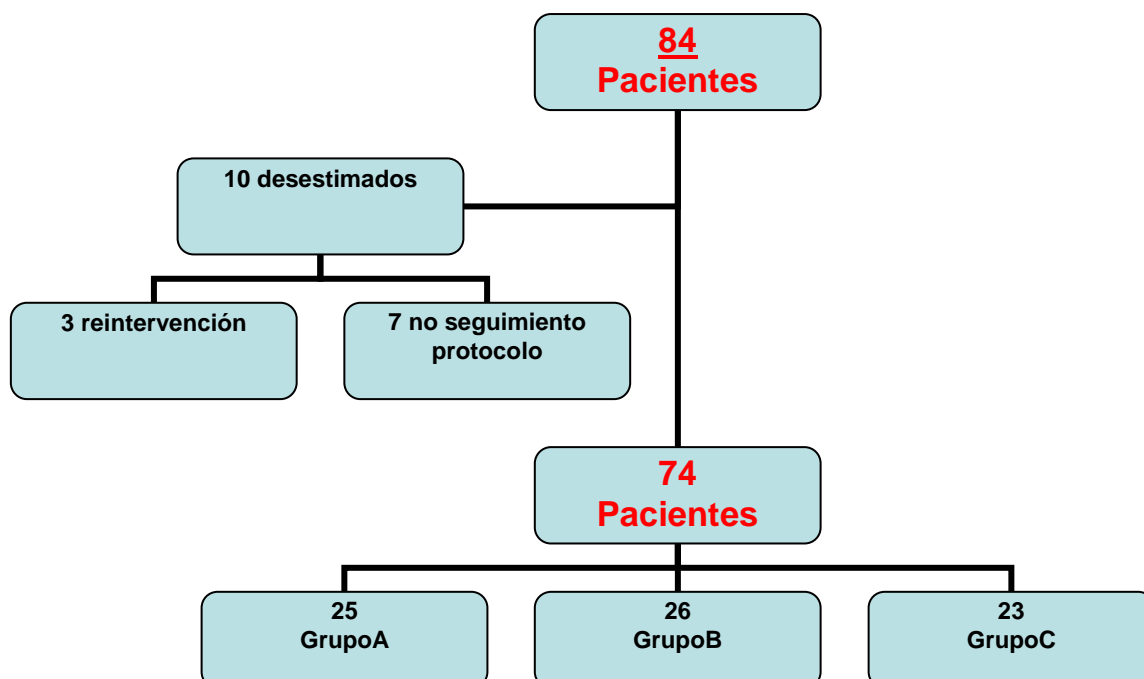 84
Pacientes
10 desestimados
3 reintervención
7 no seguimiento
protocolo
74
Pacientes
25
GrupoA
26
GrupoB
23
GrupoC